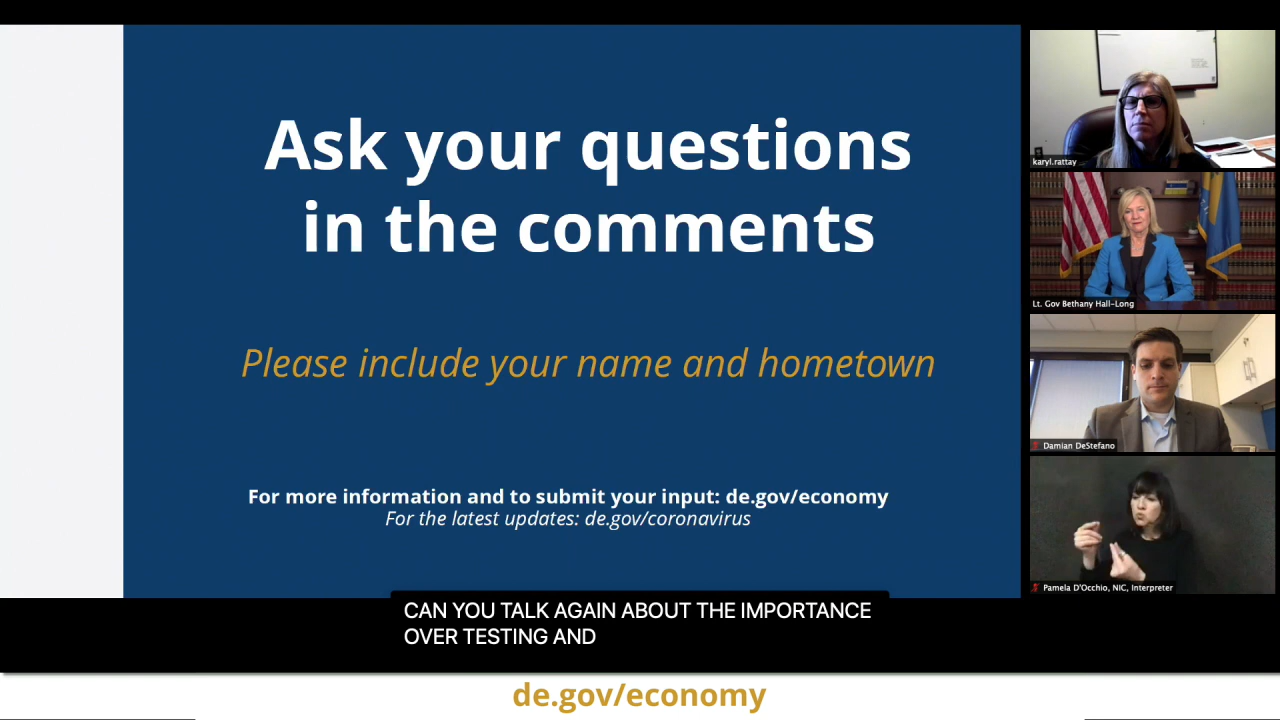 Ask your questions
in the comments
Please include your name and hometown
For more information and to submit your input: de.gov/economy
For the latest updates: de.gov/coronavirus
karyl.rattay
Lt. Gov Bethany Hall-Long
Damian DeStefano
Pamela D'Occhio, NIC, Interpreter
CAN YOU TALK AGAIN ABOUT THE IMPORTANCE
OVER TESTING AND
de.gov/economy